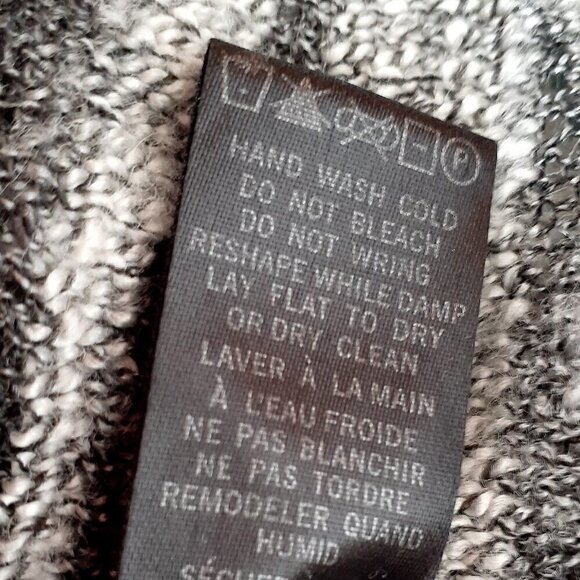 HAND WASH COLD
DO NOT BLEACH
DO NOT WRING
RESHAPE WHILE DAMP
LAY FLAT TO DRY
OR DRY CLEAN
LAVER À LA MAIN
À L'EAU FROIDE
NE PAS BLANCHIR
NE PAS TORDRE
REMODELER QUAND
HUMID